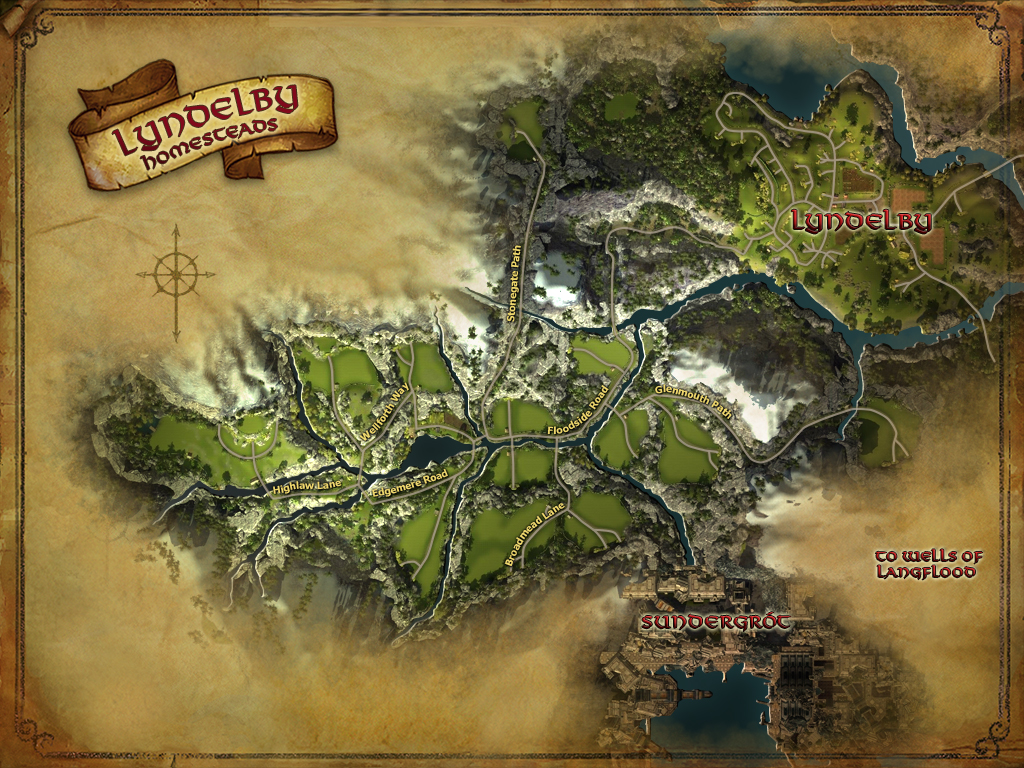 LYNDELBY
HOMESTEADS
LYNDELBY
Stonegate Path
Wellforth Way
Floodside Road
Glenmouth Path
Highlaw Lane
Edgemere Road
Broadmead Lane
TO WELLS OF
LANGFLOOD
SUNDERGRÓT